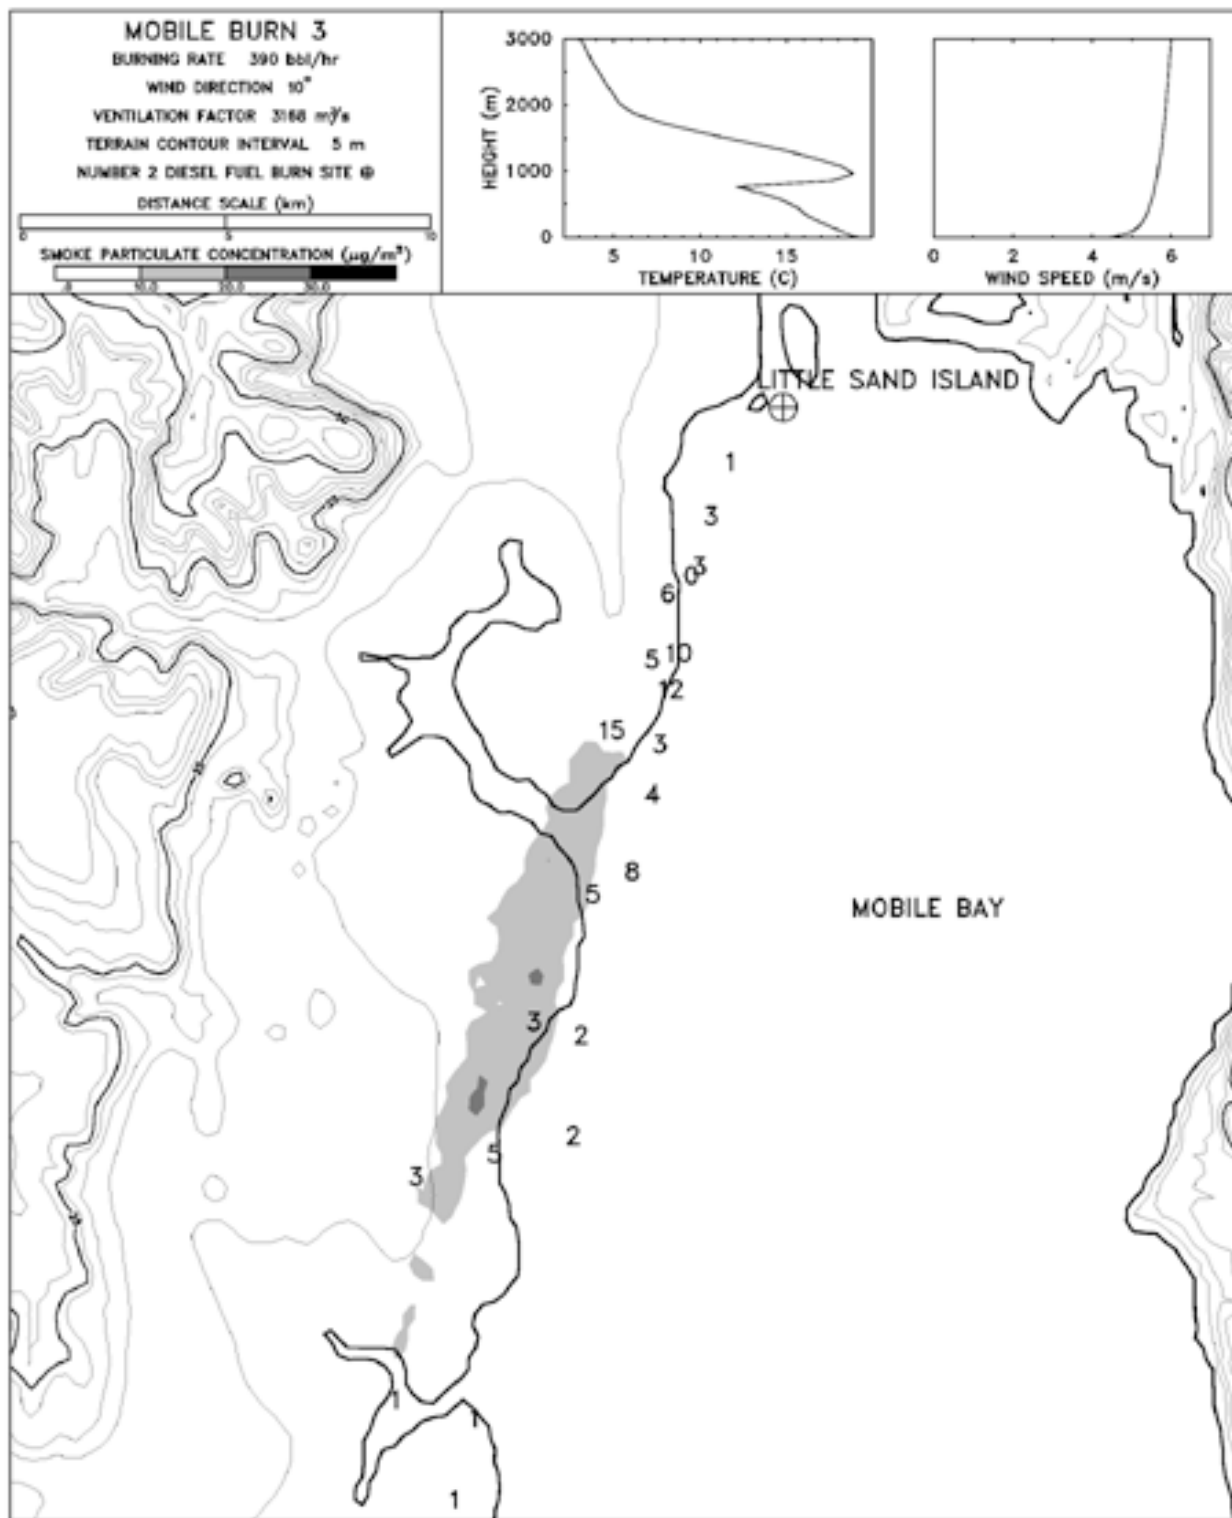 MOBILE BURN 3
BURNING RATE 390 bbl/hr
WIND DIRECTION 10°
VENTILATION FACTOR 3168 m²/s
TERRAIN CONTOUR INTERVAL 5 m
NUMBER 2 DIESEL FUEL BURN SITE ⊕
DISTANCE SCALE (km)
0 5 10
SMOKE PARTICULATE CONCENTRATION (µg/m³)
10.0 20.0 30.0
HEIGHT (m)
3000
2000
1000
0
5 10 15
TEMPERATURE (C)
0 2 4 6
WIND SPEED (m/s)
LITTLE SAND ISLAND
1
3
3
0
6
10
5
12
15
3
4
8
5
MOBILE BAY
3
2
2
5
3
1
1
1